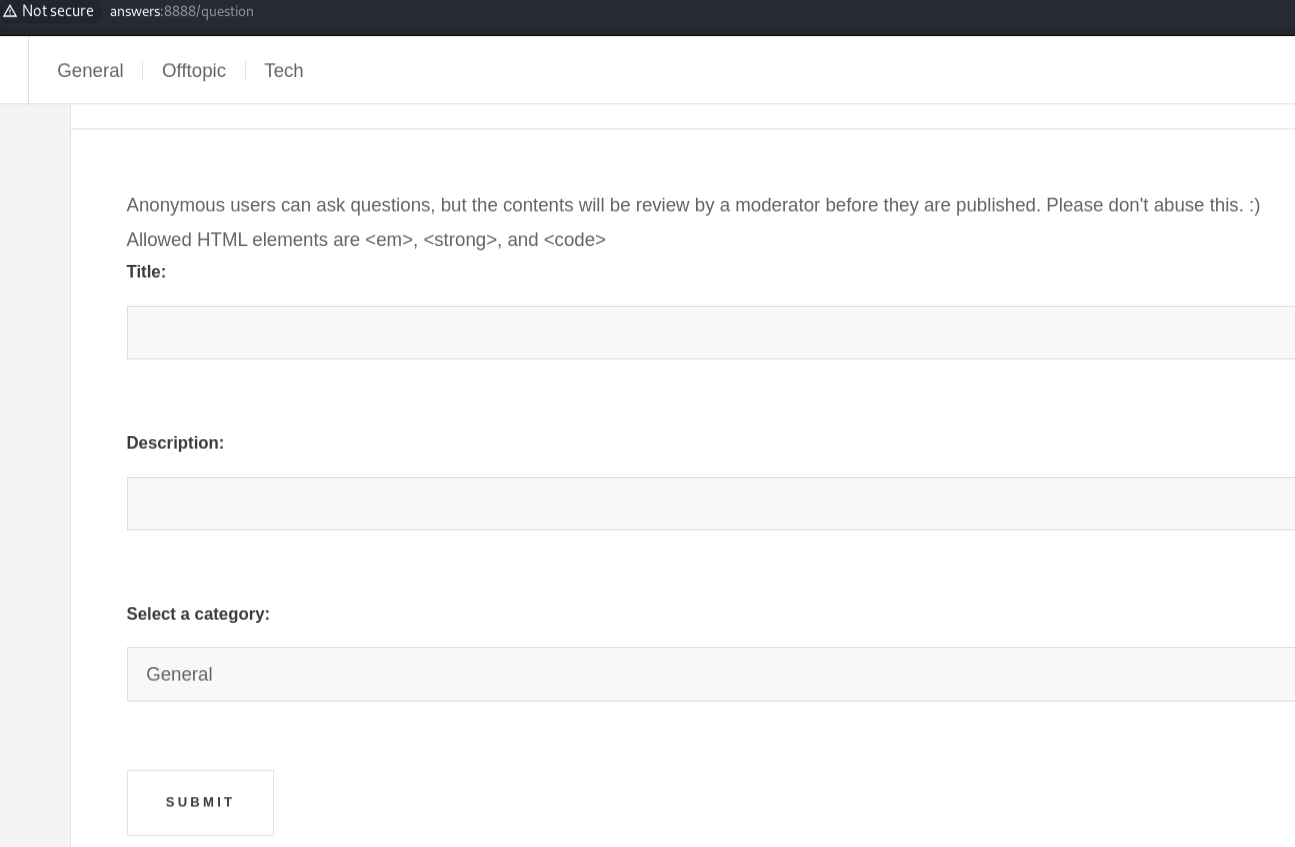 Not secure answers:8888/question
General Offtopic Tech
Anonymous users can ask questions, but the contents will be review by a moderator before they are published. Please don't abuse this. :)
Allowed HTML elements are <em>, <strong>, and <code>
Title:
Description:
Select a category:
General
SUBMIT